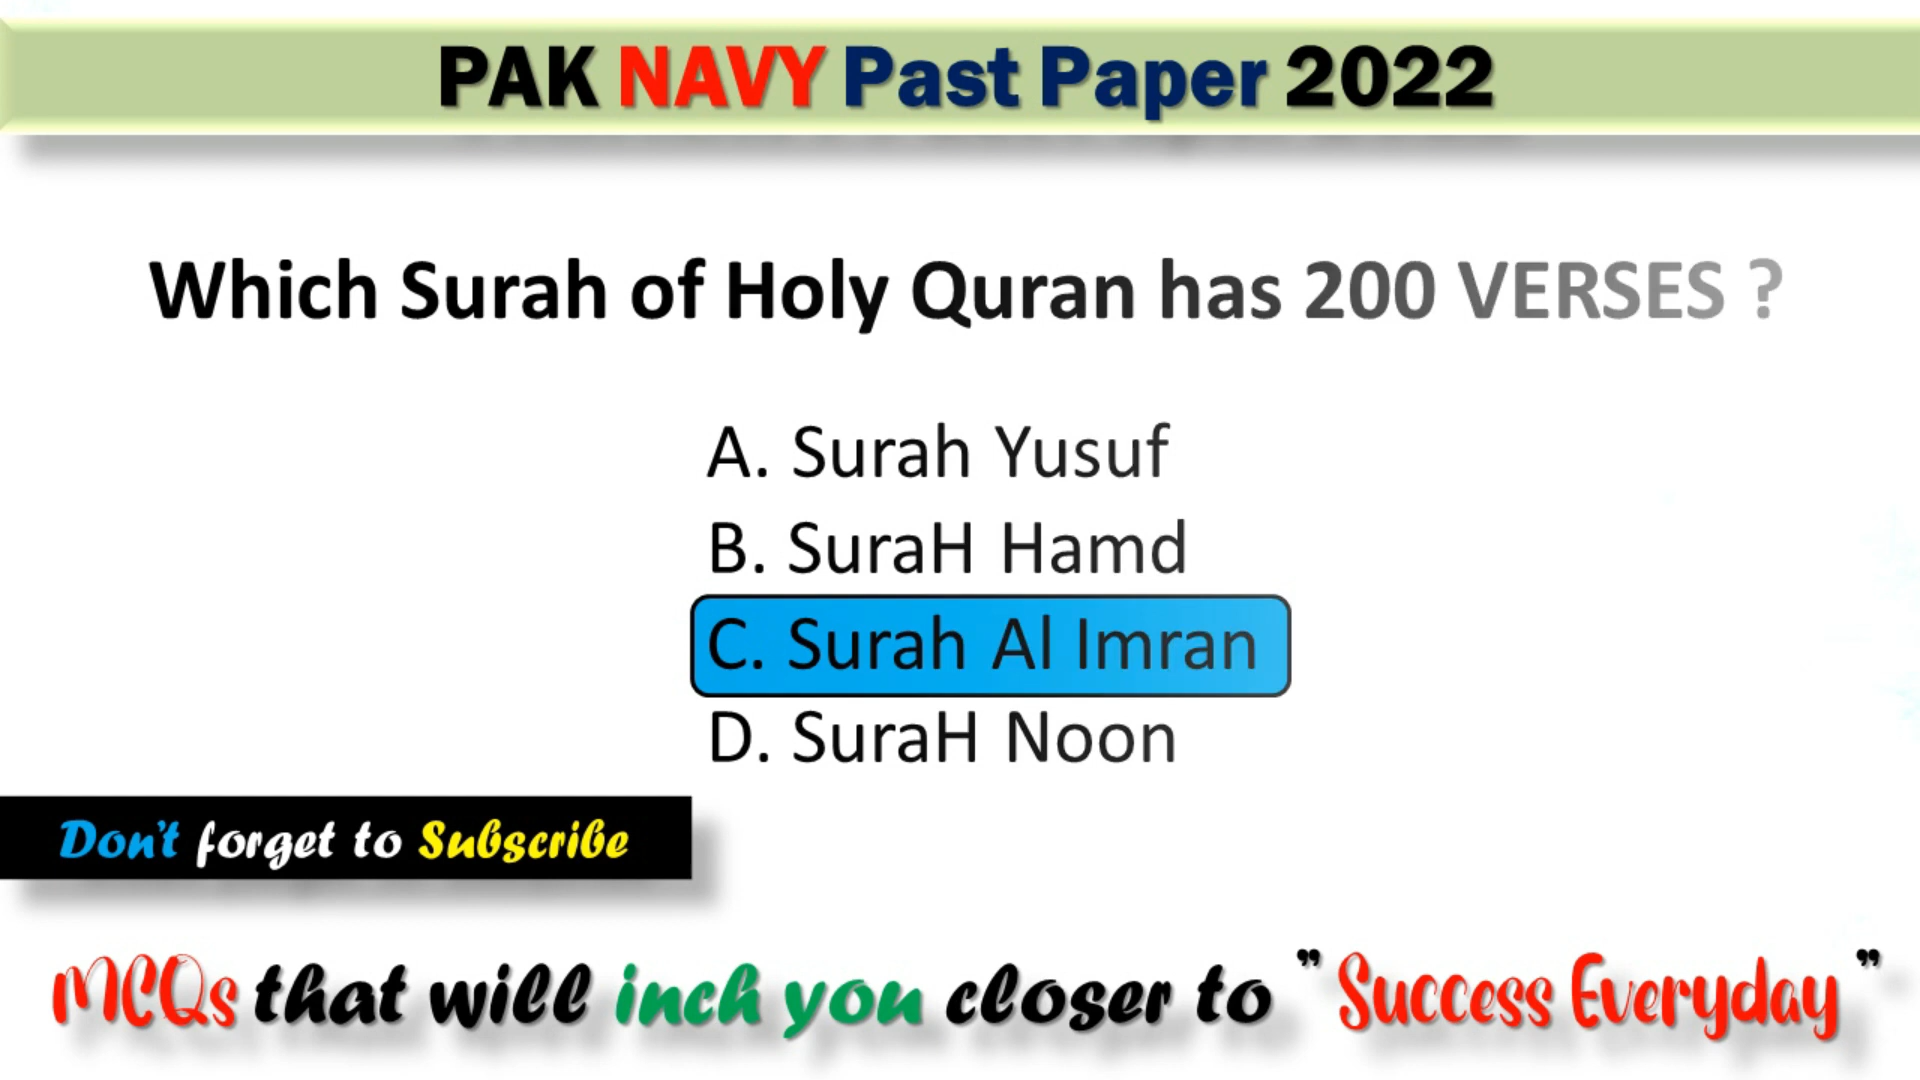 PAK NAVY Past Paper 2022
Which Surah of Holy Quran has 200 VERSES ?
A. Surah Yusuf
B. SuraH Hamd
C. Surah Al Imran
D. SuraH Noon
Don't forget to Subscribe
MCQs that will inch you closer to " Success Everyday "